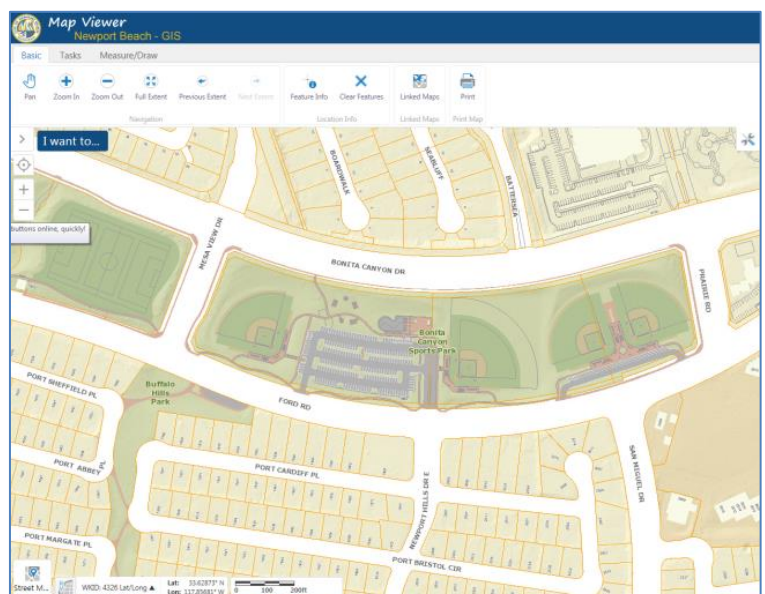 Map Viewer
Newport Beach - GIS
Basic Tasks Measure/Draw
Pan Zoom In Zoom Out Full Extent Previous Extent Next Extent Feature Info Clear Features Linked Maps Print
Navigation Location Info Linked Maps Print Map
I want to...
buttons online, quickly!
BOARDWALK
SEABLUFF
BATTERSEA
MESA VIEW DR
BONITA CANYON DR
PRAIRIE RD
Bonita
Canyon
Sports Park
PORT SHEFFIELD PL
Buffalo
Hills
Park
FORD RD
PORT ABBEY PL
PORT CARDIFF PL
NEWPORT HILLS DR E
SAN MIGUEL DR
PORT MARGATE PL
PORT BRISTOL CIR
Street M...
WKID: 4326 Lat/Long ▲
Lat: 33.62873° N
Lon: 117.85681° W
0 100 200ft